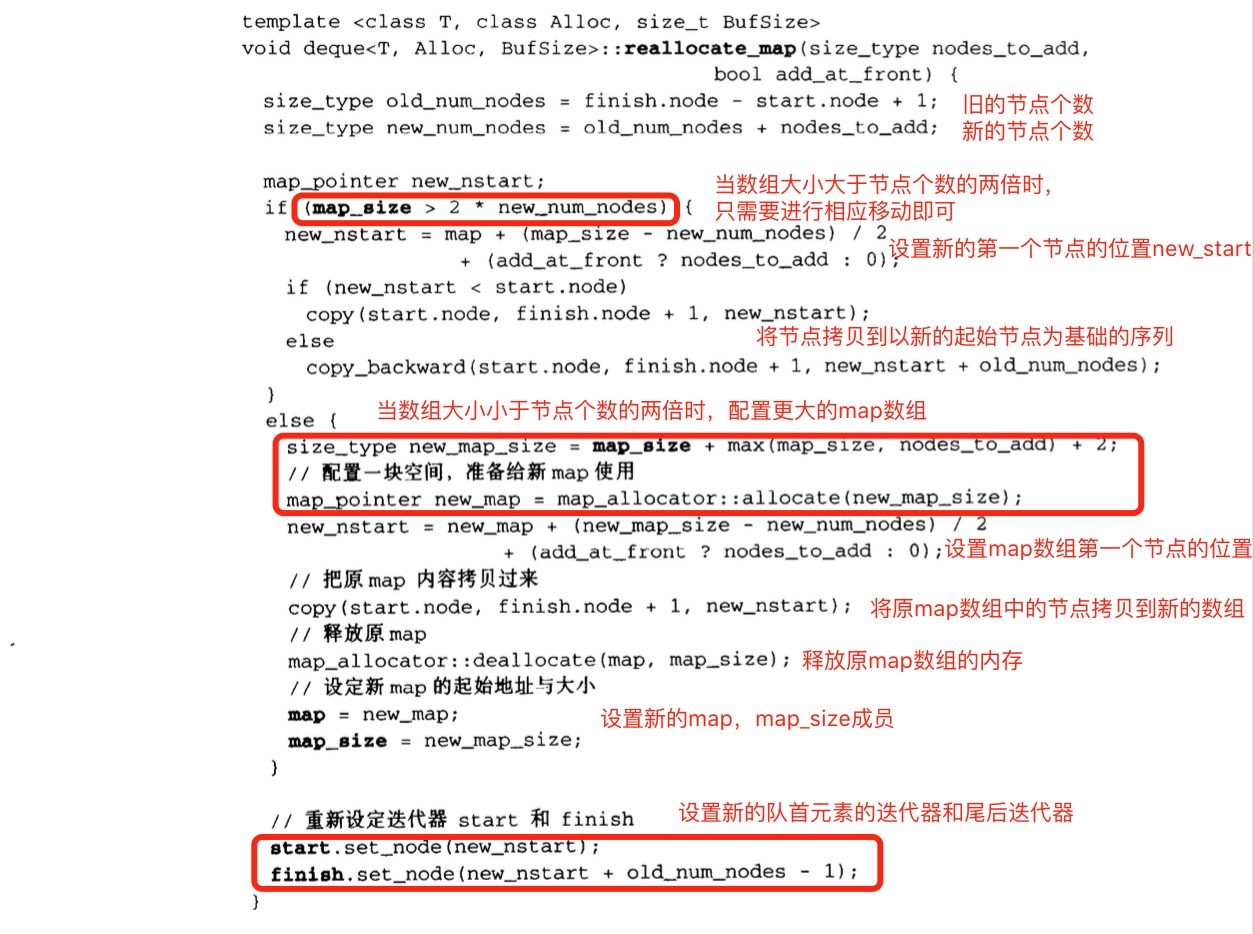 template <class T, class Alloc, size_t BufSize>
void deque<T, Alloc, BufSize>::reallocate_map(size_type nodes_to_add,
bool add_at_front) {
size_type old_num_nodes = finish.node - start.node + 1; 旧的节点个数
size_type new_num_nodes = old_num_nodes + nodes_to_add; 新的节点个数
map_pointer new_nstart;
当数组大小大于节点个数的两倍时，
if (map_size > 2 * new_num_nodes) { 只需要进行相应移动即可
new_nstart = map + (map_size - new_num_nodes) / 2
设置新的第一个节点的位置new_start
+ (add_at_front ? nodes_to_add : 0);
if (new_nstart < start.node)
copy(start.node, finish.node + 1, new_nstart);
else
将节点拷贝到以新的起始节点为基础的序列
copy_backward(start.node, finish.node + 1, new_nstart + old_num_nodes);
}
当数组大小小于节点个数的两倍时，配置更大的map数组
else {
size_type new_map_size = map_size + max(map_size, nodes_to_add) + 2;
// 配置一块空间，准备给新 map 使用
map_pointer new_map = map_allocator::allocate(new_map_size);
new_nstart = new_map + (new_map_size - new_num_nodes) / 2
+ (add_at_front ? nodes_to_add : 0); 设置map数组第一个节点的位置
// 把原 map 内容拷贝过来
copy(start.node, finish.node + 1, new_nstart); 将原map数组中的节点拷贝到新的数组
// 释放原 map
map_allocator::deallocate(map, map_size); 释放原map数组的内存
// 设定新 map 的起始地址与大小
map = new_map; 设置新的map，map_size成员
map_size = new_map_size;
}
// 重新设定迭代器 start 和 finish 设置新的队首元素的迭代器和尾后迭代器
start.set_node(new_nstart);
finish.set_node(new_nstart + old_num_nodes - 1);
}